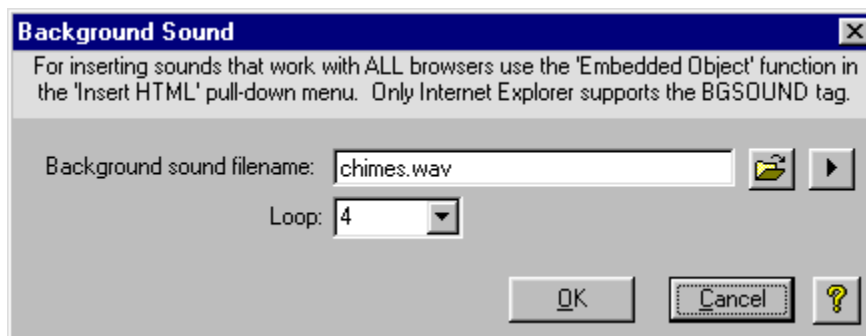 Background Sound
For inserting sounds that work with ALL browsers use the 'Embedded Object' function in
the 'Insert HTML' pull-down menu.  Only Internet Explorer supports the BGSOUND tag.
Background sound filename: chimes.wav
Loop: 4
OK Cancel